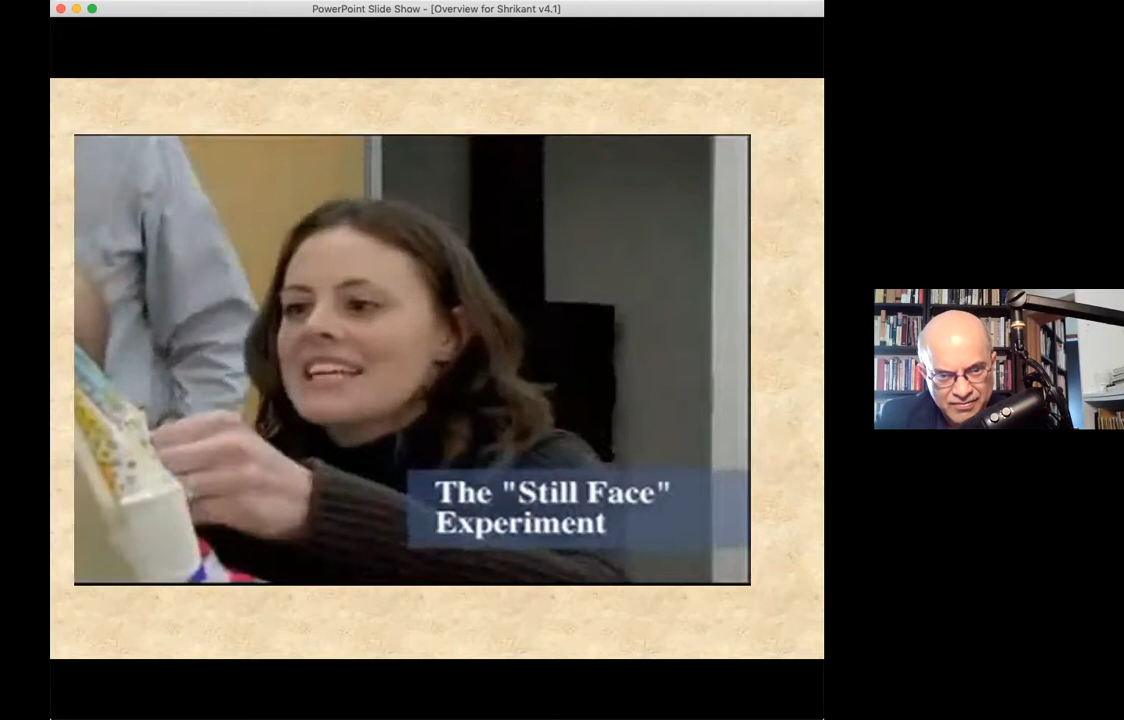 PowerPoint Slide Show - [Overview for Shrikant v4.1]
The "Still Face"
Experiment